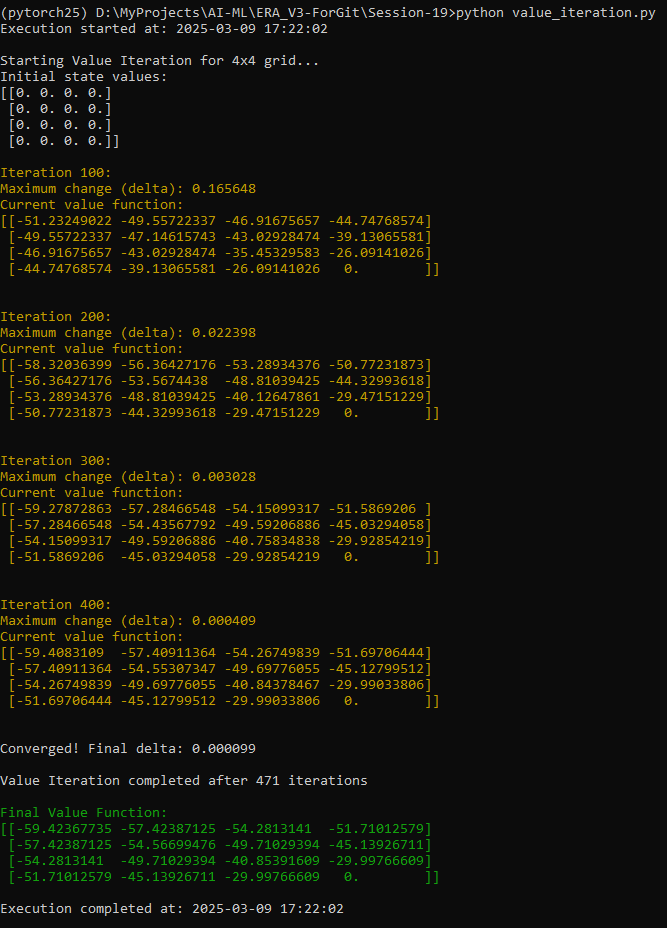 (pytorch25) D:\MyProjects\AI-ML\ERA_V3-ForGit\Session-19>python value_iteration.py
Execution started at: 2025-03-09 17:22:02
Starting Value Iteration for 4x4 grid...
Initial state values:
[[0. 0. 0. 0.]
 [0. 0. 0. 0.]
 [0. 0. 0. 0.]
 [0. 0. 0. 0.]]
Iteration 100:
Maximum change (delta): 0.165648
Current value function:
[[-51.23249022 -49.55722337 -46.91675657 -44.74768574]
 [-49.55722337 -47.14615743 -43.02928474 -39.13065581]
 [-46.91675657 -43.02928474 -35.45329583 -26.09141026]
 [-44.74768574 -39.13065581 -26.09141026   0.        ]]
Iteration 200:
Maximum change (delta): 0.022398
Current value function:
[[-58.32036399 -56.36427176 -53.28934376 -50.77231873]
 [-56.36427176 -53.5674438  -48.81039425 -44.32993618]
 [-53.28934376 -48.81039425 -40.12647861 -29.47151229]
 [-50.77231873 -44.32993618 -29.47151229   0.        ]]
Iteration 300:
Maximum change (delta): 0.003028
Current value function:
[[-59.27872863 -57.28466548 -54.15099317 -51.5869206 ]
 [-57.28466548 -54.43567792 -49.59206886 -45.03294058]
 [-54.15099317 -49.59206886 -40.75834838 -29.92854219]
 [-51.5869206  -45.03294058 -29.92854219   0.        ]]
Iteration 400:
Maximum change (delta): 0.000409
Current value function:
[[-59.4083109  -57.40911364 -54.26749839 -51.69706444]
 [-57.40911364 -54.55307347 -49.69776055 -45.12799512]
 [-54.26749839 -49.69776055 -40.84378467 -29.99033806]
 [-51.69706444 -45.12799512 -29.99033806   0.        ]]
Converged! Final delta: 0.000099
Value Iteration completed after 471 iterations
Final Value Function:
[[-59.42367735 -57.42387125 -54.2813141  -51.71012579]
 [-57.42387125 -54.56699476 -49.71029394 -45.13926711]
 [-54.2813141  -49.71029394 -40.85391609 -29.99766609]
 [-51.71012579 -45.13926711 -29.99766609   0.        ]]
Execution completed at: 2025-03-09 17:22:02